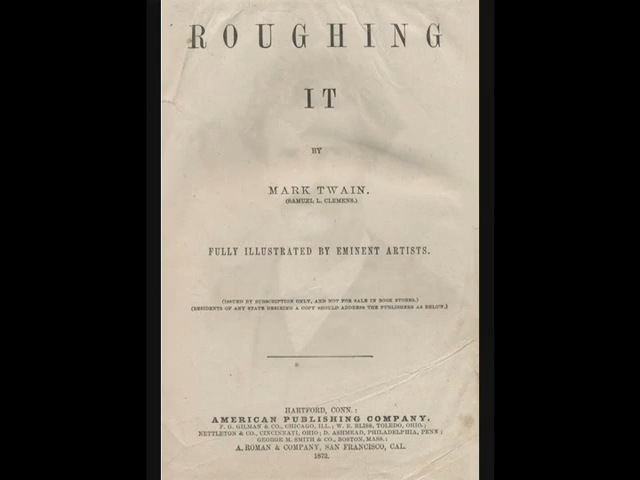 ROUGHING
IT
BY
MARK TWAIN.
(SAMUEL L. CLEMENS.)
FULLY ILLUSTRATED BY EMINENT ARTISTS.
(ISSUED BY SUBSCRIPTION ONLY, AND NOT FOR SALE IN BOOK STORES.)
(RESIDENTS OF ANY STATE DESIRING A COPY SHOULD ADDRESS THE PUBLISHERS AS BELOW.)
HARTFORD, CONN.:
AMERICAN PUBLISHING COMPANY.
F. G. GILMAN & CO., CHICAGO, ILL.; W. E. BLISS, TOLEDO, OHIO.;
NETTLETON & CO., CINCINNATI, OHIO; D. ASHMEAD, PHILADELPHIA, PENN;
GEORGE M. SMITH & CO., BOSTON, MASS.:
A. ROMAN & COMPANY, SAN FRANCISCO, CAL.
1872.